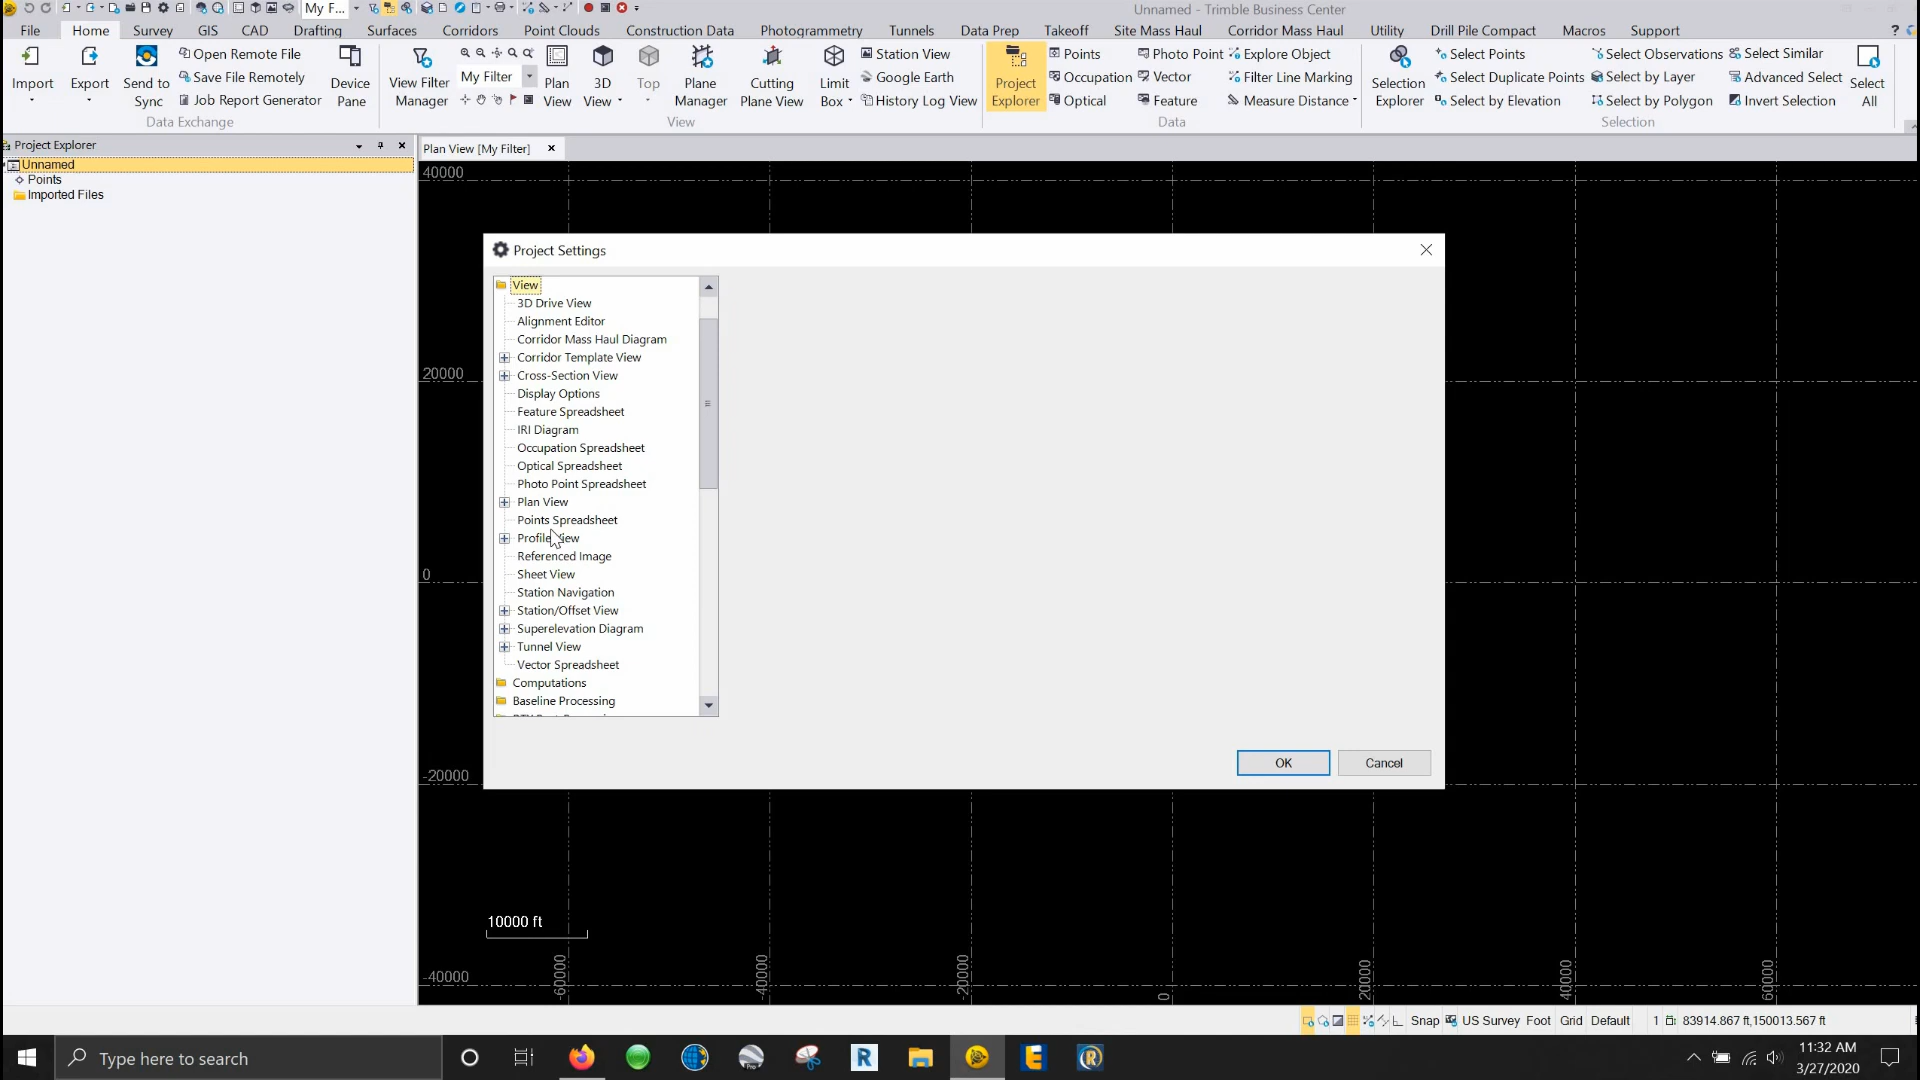 My F...
Unnamed - Trimble Business Center
File Home Survey GIS CAD Drafting Surfaces Corridors Point Clouds Construction Data Photogrammetry Tunnels Data Prep Takeoff Site Mass Haul Corridor Mass Haul Utility Drill Pile Compact Macros Support
Import
Export
Send to
Sync
Open Remote File
Save File Remotely
Job Report Generator
Device
Pane
Data Exchange
View Filter
Manager
My Filter
Plan
View
3D
View
Top
Plane
Manager
Cutting
Plane View
Limit
Box
Station View
Google Earth
History Log View
View
Project
Explorer
Points
Occupation
Optical
Photo Point
Vector
Feature
Explore Object
Filter Line Marking
Measure Distance
Data
Selection
Explorer
Select Points
Select Duplicate Points
Select by Elevation
Select Observations
Select by Layer
Select by Polygon
Select Similar
Advanced Select
Invert Selection
Select
All
Selection
Project Explorer
Unnamed
Points
Imported Files
Plan View [My Filter]
40000
20000
0
-20000
-40000
Project Settings
View
3D Drive View
Alignment Editor
Corridor Mass Haul Diagram
Corridor Template View
Cross-Section View
Display Options
Feature Spreadsheet
IRI Diagram
Occupation Spreadsheet
Optical Spreadsheet
Photo Point Spreadsheet
Plan View
Points Spreadsheet
Profile View
Referenced Image
Sheet View
Station Navigation
Station/Offset View
Superelevation Diagram
Tunnel View
Vector Spreadsheet
Computations
Baseline Processing
OK
Cancel
10000 ft
-60000
-40000
-20000
0
20000
40000
60000
Snap US Survey Foot Grid Default 1 83914.867 ft,150013.567 ft
Type here to search
11:32 AM
3/27/2020